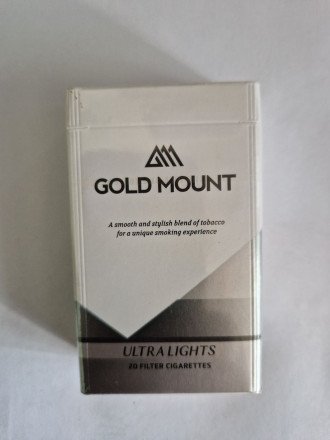 GOLD MOUNT
A smooth and stylish blend of tobacco
for a unique smoking experience
ULTRA LIGHTS
20 FILTER CIGARETTES